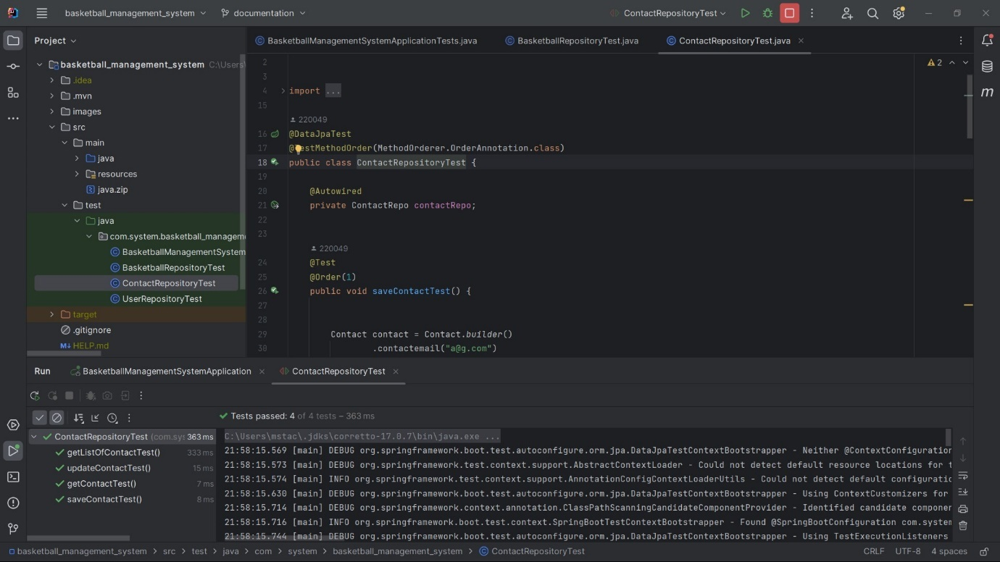 basketball_management_system
documentation
ContactRepositoryTest
Project
BasketballManagementSystemApplicationTests.java
BasketballRepositoryTest.java
ContactRepositoryTest.java
basketball_management_system C:\Users\
.idea
.mvn
images
src
main
java
resources
java.zip
test
java
com.system.basketball_managem
BasketballManagementSystem
BasketballRepositoryTest
ContactRepositoryTest
UserRepositoryTest
target
.gitignore
M↓ HELP.md
2
2
3
4 import ...
15
220049
16 @DataJpaTest
17 @TestMethodOrder(MethodOrderer.OrderAnnotation.class)
18 public class ContactRepositoryTest {
19
20 @Autowired
21 private ContactRepo contactRepo;
22
23
220049
24 @Test
25 @Order(1)
26 public void saveContactTest() {
27
28
29 Contact contact = Contact.builder()
30 .contactemail("a@g.com")
m
Run BasketballManagementSystemApplication ContactRepositoryTest
Tests passed: 4 of 4 tests – 363 ms
ContactRepositoryTest (com.sys 363 ms
getListOfContactTest() 333 ms
updateContactTest() 15 ms
getContactTest() 7 ms
saveContactTest() 8 ms
C:\Users\mstac\.jdks\corretto-17.0.7\bin\java.exe ...
21:58:15.569 [main] DEBUG org.springframework.boot.test.autoconfigure.orm.jpa.DataJpaTestContextBootstrapper - Neither @ContextConfiguration
21:58:15.573 [main] DEBUG org.springframework.test.context.support.AbstractContextLoader - Could not detect default resource locations for t
21:58:15.574 [main] INFO org.springframework.test.context.support.AnnotationConfigContextLoaderUtils - Could not detect default configuratio
21:58:15.630 [main] DEBUG org.springframework.boot.test.autoconfigure.orm.jpa.DataJpaTestContextBootstrapper - Using ContextCustomizers for
21:58:15.714 [main] DEBUG org.springframework.context.annotation.ClassPathScanningCandidateComponentProvider - Identified candidate componen
21:58:15.716 [main] INFO org.springframework.boot.test.context.SpringBootTestContextBootstrapper - Found @SpringBootConfiguration com.system
21:58:15.744 [main] DEBUG org.springframework.boot.test.autoconfigure.orm.jpa.DataJpaTestContextBootstrapper - Using TestExecutionListeners
basketball_management_system > src > test > java > com > system > basketball_management_system > ContactRepositoryTest
CRLF UTF-8 4 spaces